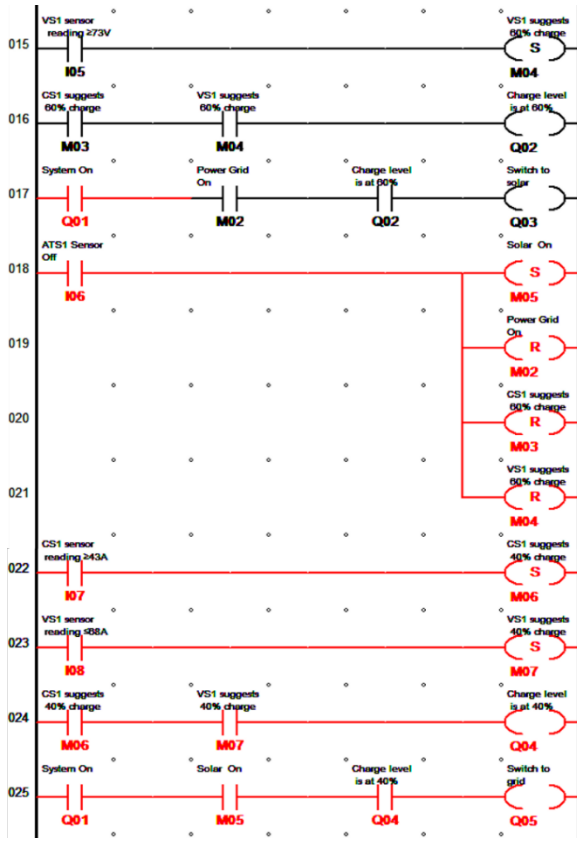 VS1 sensor
reading ≥73V
VS1 suggests
60% charge
015
S
I05
M04
CS1 suggests
60% charge
VS1 suggests
60% charge
Charge level
is at 60%
016
M03
M04
Q02
System On
Power Grid
On
Charge level
is at 60%
Switch to
solar
017
Q01
M02
Q02
Q03
ATS1 Sensor
Off
Solar On
018
S
I06
M05
Power Grid
On
019
R
M02
CS1 suggests
60% charge
020
R
M03
VS1 suggests
60% charge
021
R
M04
CS1 sensor
reading ≥43A
CS1 suggests
40% charge
022
S
I07
M06
VS1 sensor
reading ≤68A
VS1 suggests
40% charge
023
S
I08
M07
CS1 suggests
40% charge
VS1 suggests
40% charge
Charge level
is at 40%
024
M06
M07
Q04
System On
Solar On
Charge level
is at 40%
Switch to
grid
025
Q01
M05
Q04
Q05